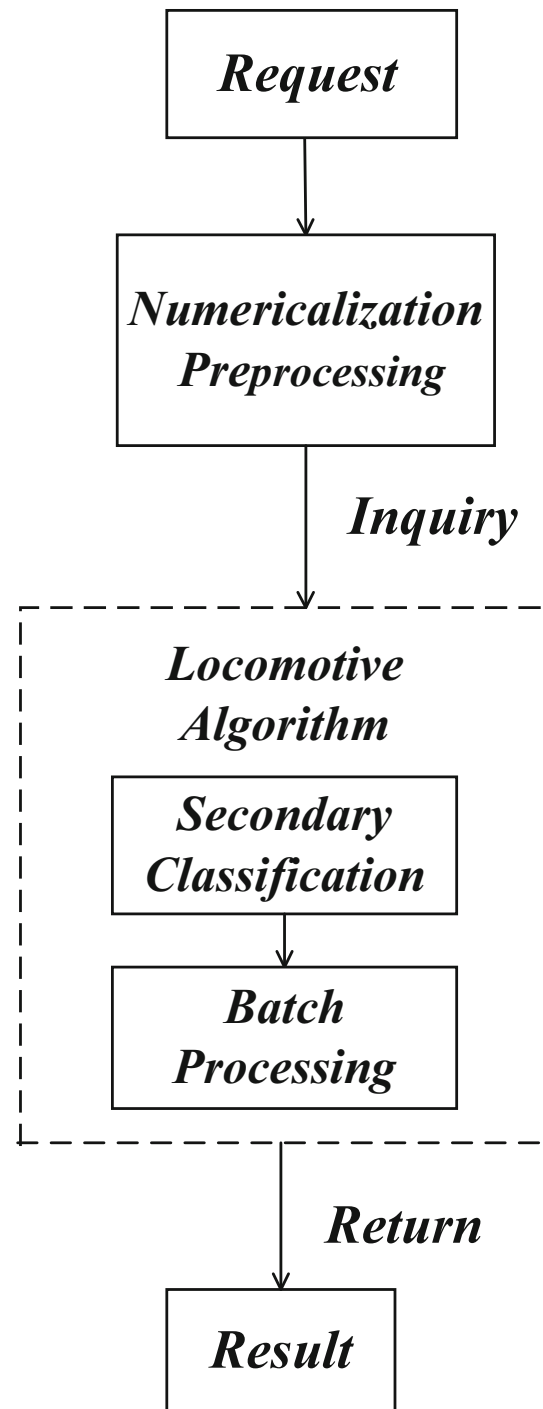 Request
Numericalization
Preprocessing
Inquiry
Locomotive
Algorithm
Secondary
Classification
Batch
Processing
Return
Result